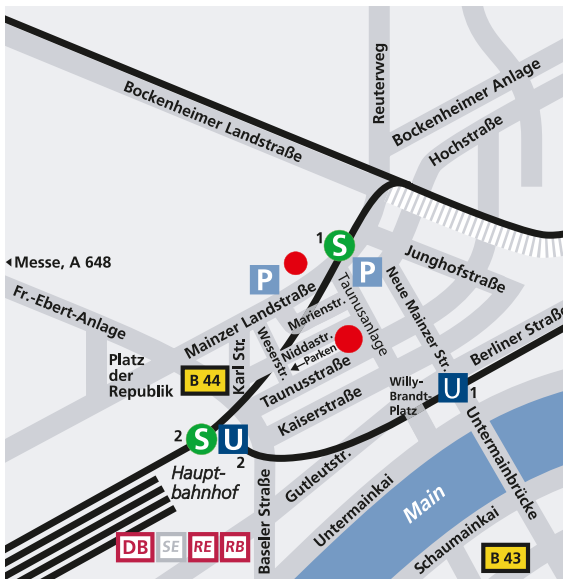 Bockenheimer Landstraße
Reuterweg
Bockenheimer Anlage
Hochstraße
1
S
P
P
Junghofstraße
Messe, A 648
Fr.-Ebert-Anlage
Mainzer Landstraße
Marienstr.
Taunusanlage
Neue Mainzer Str.
Berliner Straße
Weserstr.
Niddastr.
Parken
Karl Str.
Platz
der
Republik
B 44
Taunusstraße
Kaiserstraße
Willy-
Brandt-
Platz
U
1
2
S
U
2
Haupt-
bahnhof
Baseler Straße
Gutleutstr.
Untermainkai
Main
Untermainbrücke
Schaumainkai
DB
SE
RE
RB
B 43